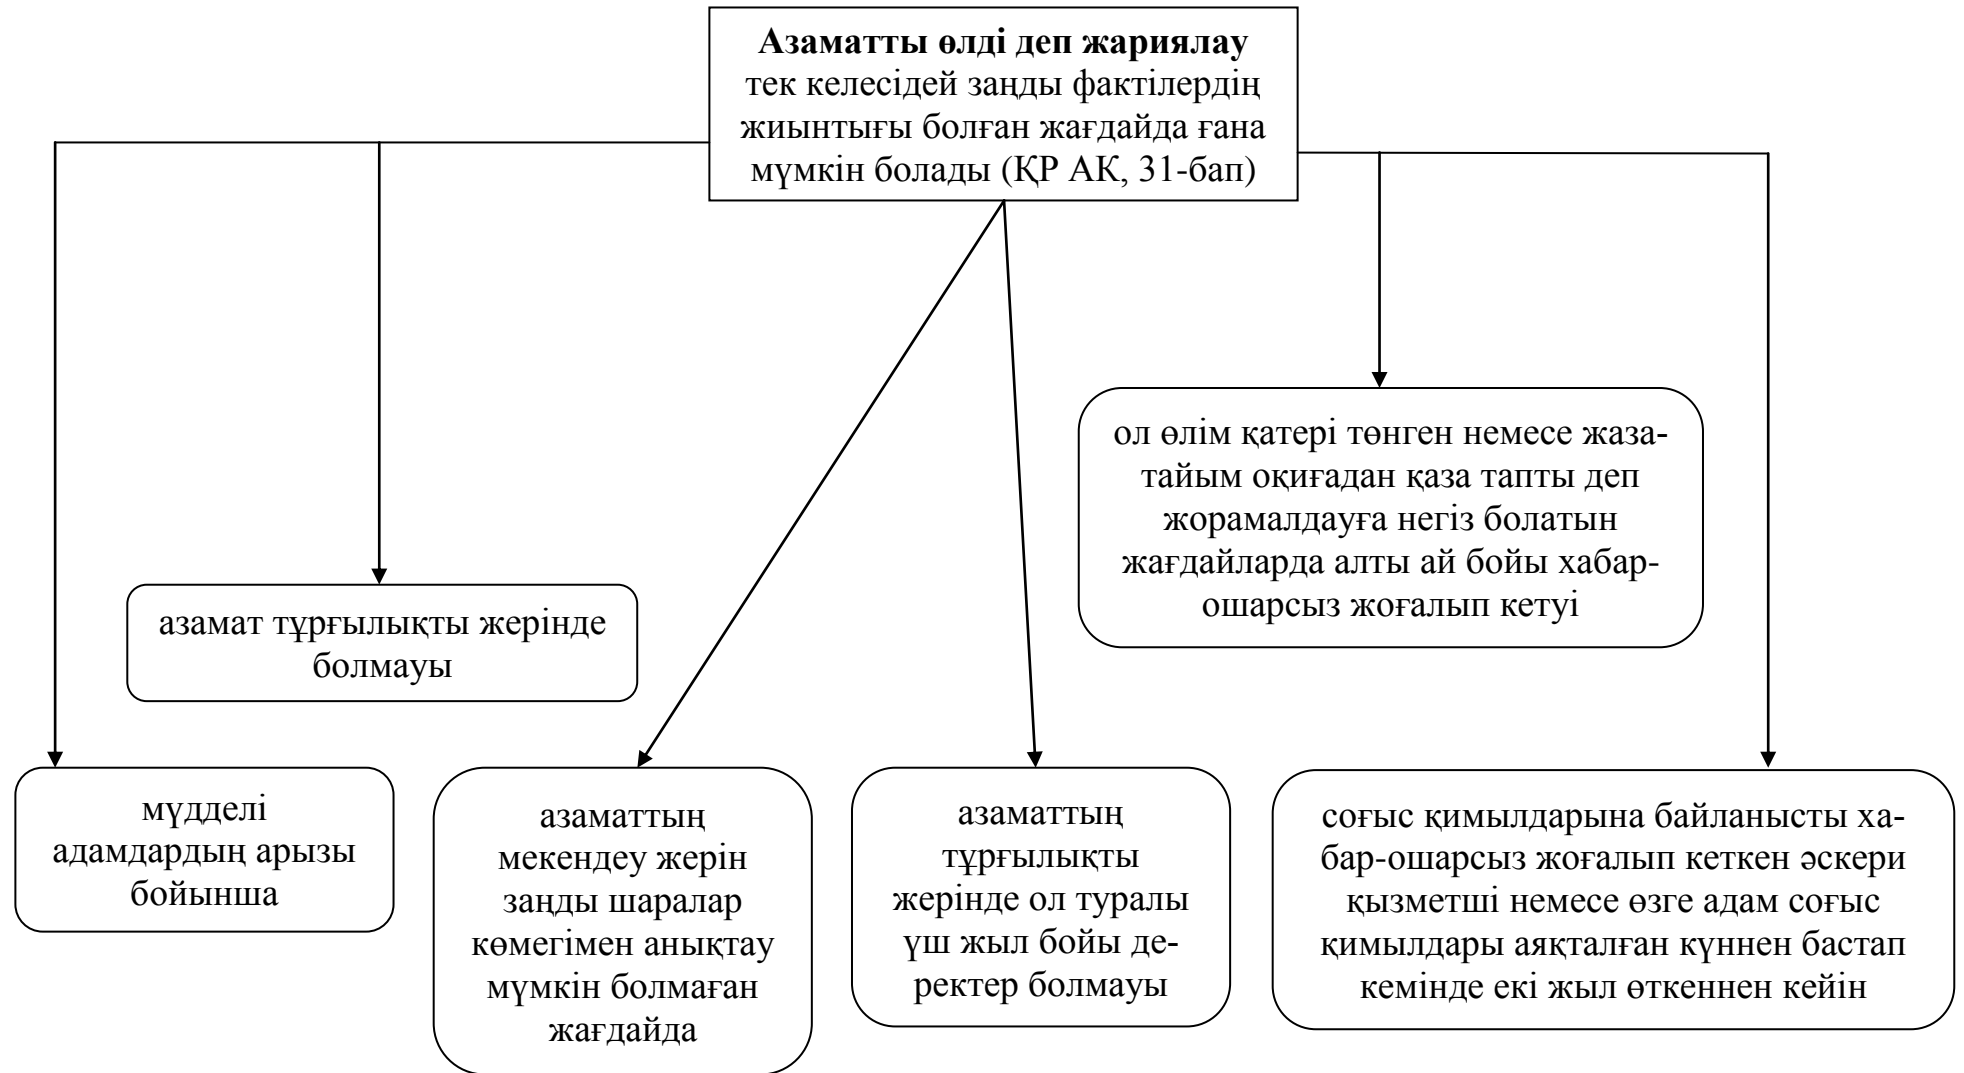 Азаматты өлді деп жариялау
тек келесідей заңды фактілердің
жиынтығы болған жағдайда ғана
мүмкін болады (ҚР АК, 31-бап)
ол өлім қатері төнген немесе жаза-
тайым оқиғадан қаза тапты деп
жорамалдауға негіз болатын
жағдайларда алты ай бойы хабар-
ошарсыз жоғалып кетуі
азамат тұрғылықты жерінде
болмауы
мүдделі
адамдардың арызы
бойынша
азаматтың
мекендеу жерін
заңды шаралар
көмегімен анықтау
мүмкін болмаған
жағдайда
азаматтың
тұрғылықты
жерінде ол туралы
үш жыл бойы де-
ректер болмауы
соғыс қимылдарына байланысты ха-
бар-ошарсыз жоғалып кеткен әскери
қызметші немесе өзге адам соғыс
қимылдары аяқталған күннен бастап
кемінде екі жыл өткеннен кейін